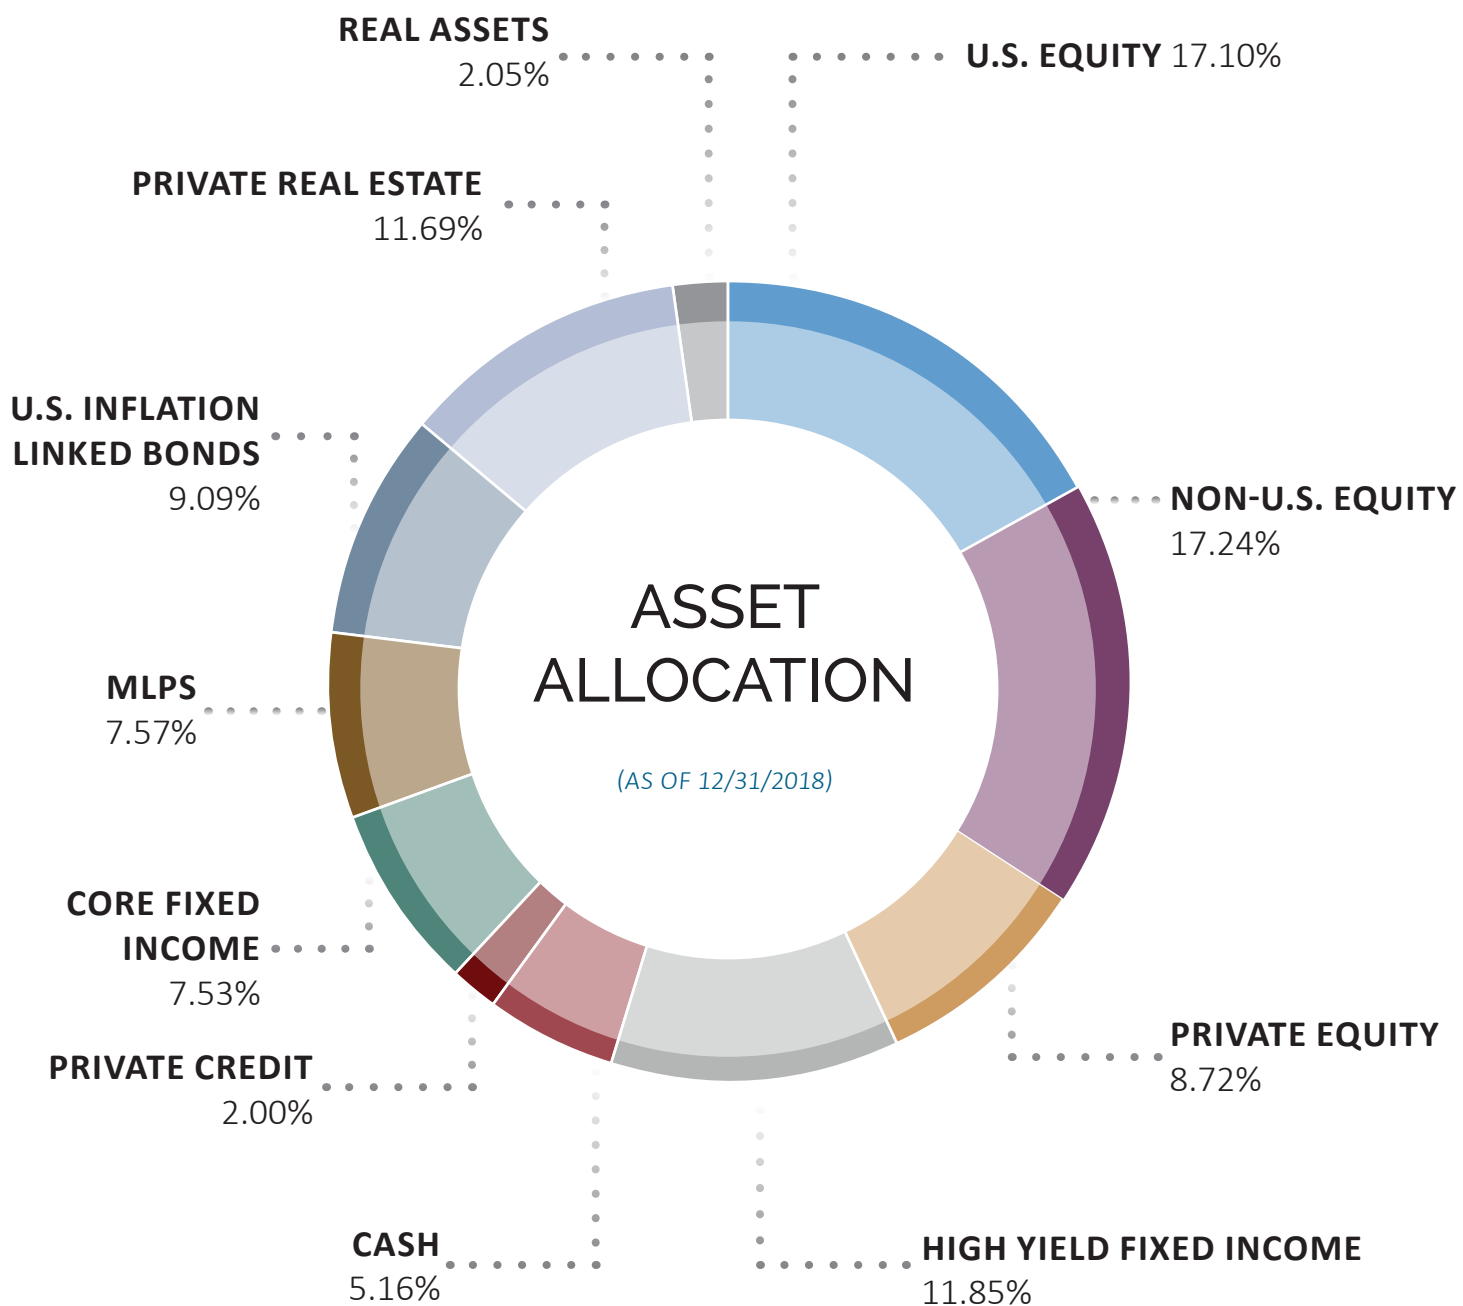 REAL ASSETS
2.05%
U.S. EQUITY 17.10%
PRIVATE REAL ESTATE
11.69%
U.S. INFLATION
LINKED BONDS
9.09%
NON-U.S. EQUITY
17.24%
ASSET
ALLOCATION
(AS OF 12/31/2018)
MLPS
7.57%
CORE FIXED
INCOME
7.53%
PRIVATE EQUITY
8.72%
PRIVATE CREDIT
2.00%
CASH
5.16%
HIGH YIELD FIXED INCOME
11.85%